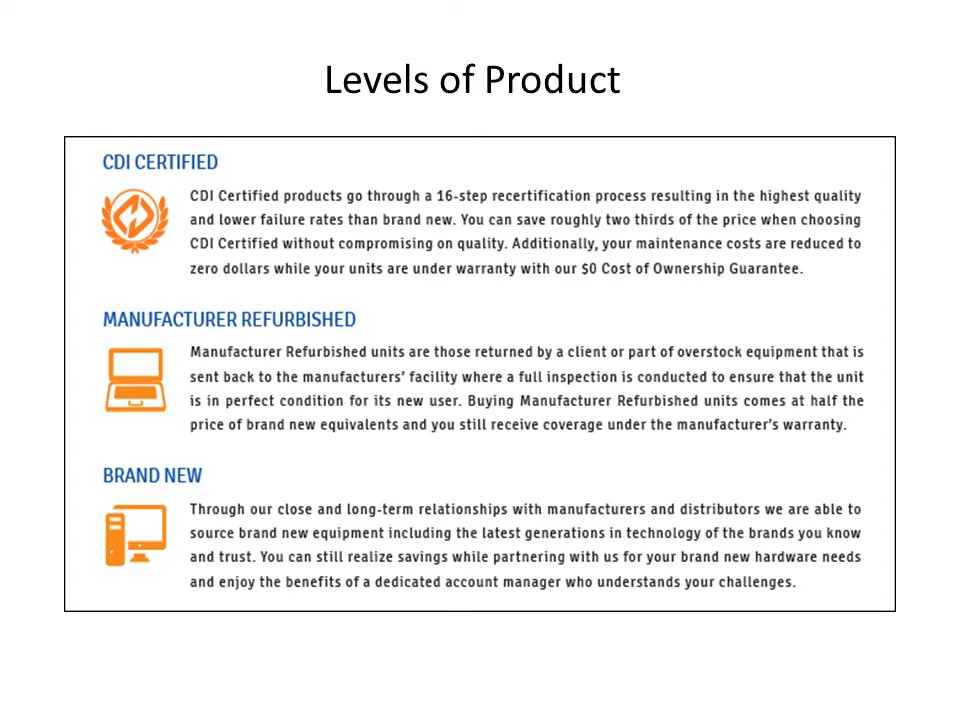 Levels of Product
CDI CERTIFIED
CDI Certified products go through a 16-step recertification process resulting in the highest quality
and lower failure rates than brand new. You can save roughly two thirds of the price when choosing
CDI Certified without compromising on quality. Additionally, your maintenance costs are reduced to
zero dollars while your units are under warranty with our $0 Cost of Ownership Guarantee.
MANUFACTURER REFURBISHED
Manufacturer Refurbished units are those returned by a client or part of overstock equipment that is
sent back to the manufacturers' facility where a full inspection is conducted to ensure that the unit
is in perfect condition for its new user. Buying Manufacturer Refurbished units comes at half the
price of brand new equivalents and you still receive coverage under the manufacturer's warranty.
BRAND NEW
Through our close and long-term relationships with manufacturers and distributors we are able to
source brand new equipment including the latest generations in technology of the brands you know
and trust. You can still realize savings while partnering with us for your brand new hardware needs
and enjoy the benefits of a dedicated account manager who understands your challenges.